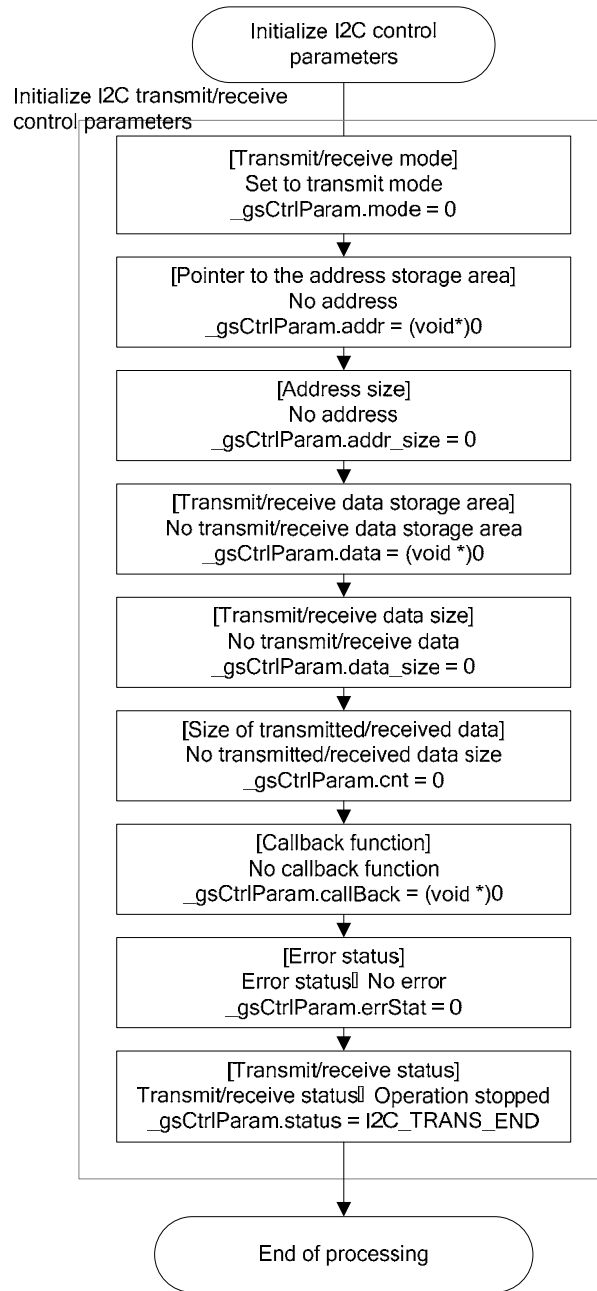 Initialize I2C control
parameters
Initialize I2C transmit/receive
control parameters
[Transmit/receive mode]
Set to transmit mode
_gsCtrlParam.mode = 0
[Pointer to the address storage area]
No address
_gsCtrlParam.addr = (void*)0
[Address size]
No address
_gsCtrlParam.addr_size = 0
[Transmit/receive data storage area]
No transmit/receive data storage area
_gsCtrlParam.data = (void *)0
[Transmit/receive data size]
No transmit/receive data
_gsCtrlParam.data_size = 0
[Size of transmitted/received data]
No transmitted/received data size
_gsCtrlParam.cnt = 0
[Callback function]
No callback function
_gsCtrlParam.callBack = (void *)0
[Error status]
Error status▯ No error
_gsCtrlParam.errStat = 0
[Transmit/receive status]
Transmit/receive status▯ Operation stopped
_gsCtrlParam.status = I2C_TRANS_END
End of processing